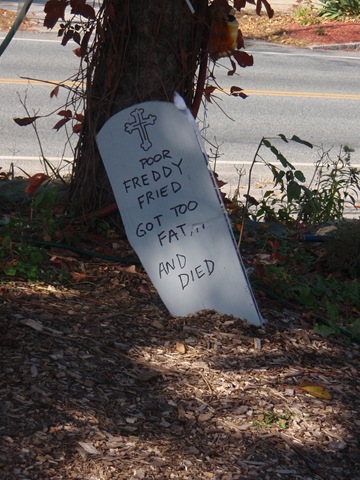 POOR
FREDDY
FRIED
GOT TOO
FAT...
AND
DIED